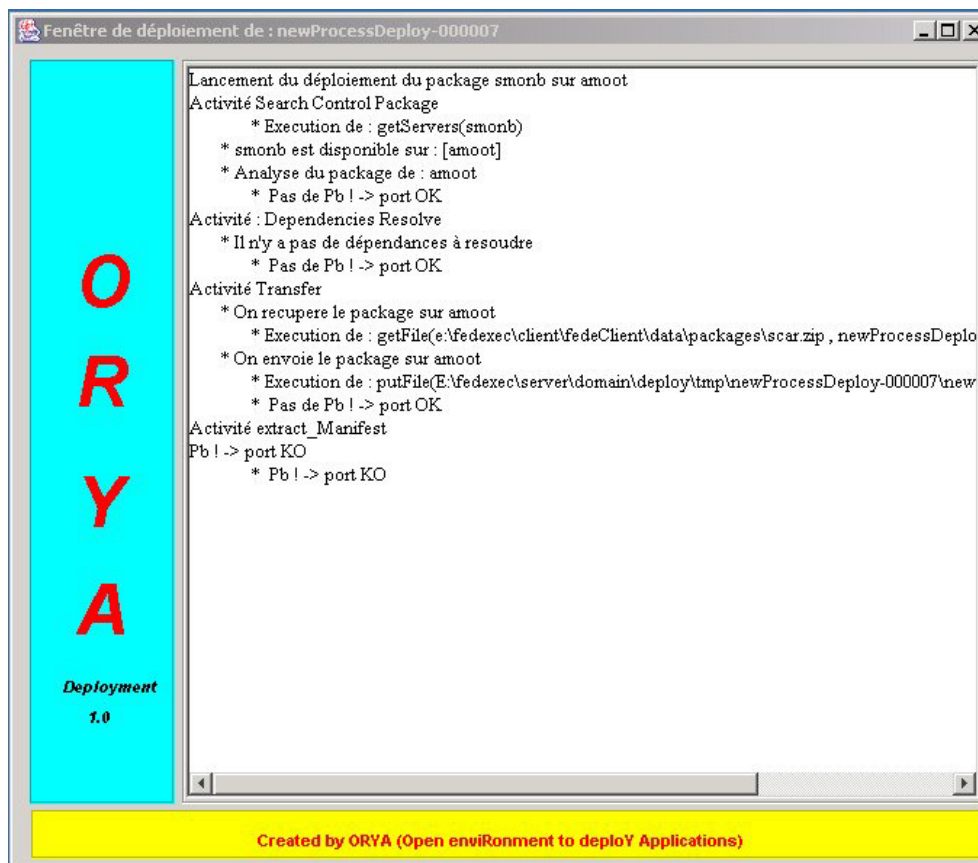 Fenêtre de déploiement de : newProcessDeploy-000007
Lancement du déploiement du package smonb sur amoot
Activité Search Control Package
* Execution de : getServers(smonb)
* smonb est disponible sur : [amoot]
* Analyse du package de : amoot
* Pas de Pb ! -> port OK
Activité : Dependencies Resolve
* Il n'y a pas de dépendances à resoudre
* Pas de Pb ! -> port OK
Activité Transfer
* On recupere le package sur amoot
* Execution de : getFile(e:\fedexec\client\fedeClient\data\packages\scar.zip , newProcessDeplo
* On envoie le package sur amoot
* Execution de : putFile(E:\fedexec\server\domain\deploy\tmp\newProcessDeploy-000007\new
* Pas de Pb ! -> port OK
Activité extract_Manifest
Pb ! -> port KO
* Pb ! -> port KO
O
R
Y
A
Deployment
1.0
Created by ORYA (Open enviRonment to deploY Applications)